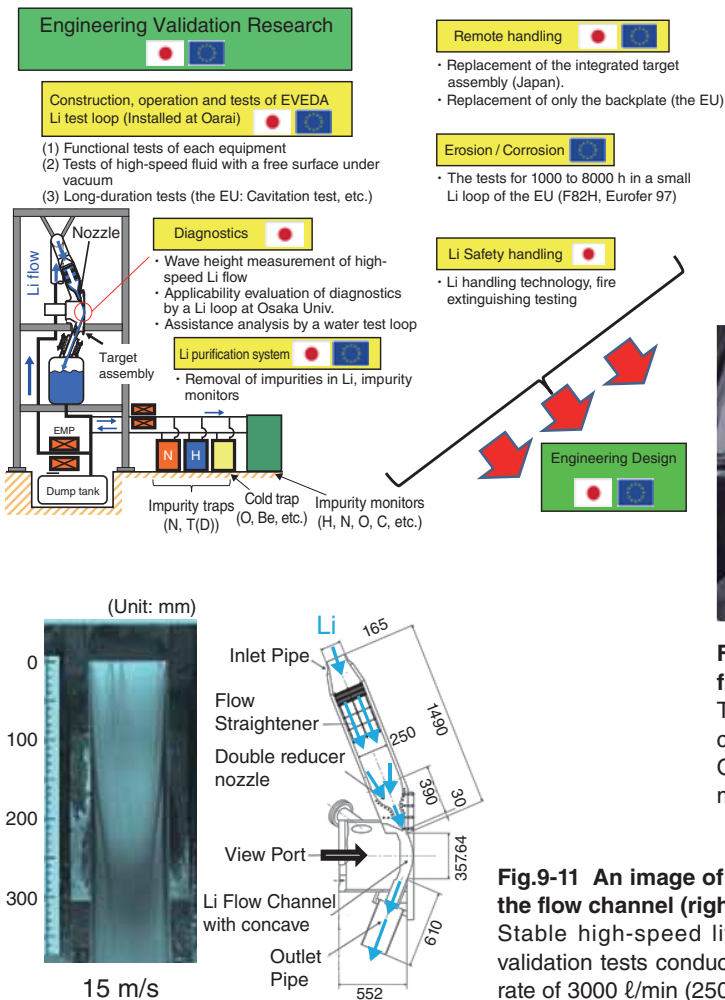 Engineering Validation Research
Construction, operation and tests of EVEDA
Li test loop (Installed at Oarai)
(1) Functional tests of each equipment
(2) Tests of high-speed fluid with a free surface under
vacuum
(3) Long-duration tests (the EU: Cavitation test, etc.)
Remote handling
・Replacement of the integrated target
assembly (Japan).
・Replacement of only the backplate (the EU)
Erosion / Corrosion
・The tests for 1000 to 8000 h in a small
Li loop of the EU (F82H, Eurofer 97)
Li Safety handling
・Li handling technology, fire
extinguishing testing
Nozzle
Li flow
Diagnostics
・Wave height measurement of high-
speed Li flow
・Applicability evaluation of diagnostics
by a Li loop at Osaka Univ.
・Assistance analysis by a water test loop
Target
assembly
Li purification system
・Removal of impurities in Li, impurity
monitors
EMP
N
H
Dump tank
Impurity traps
(N, T(D))
Cold trap
(O, Be, etc.)
Impurity monitors
(H, N, O, C, etc.)
Engineering Design
(Unit: mm)
0
100
200
300
15 m/s
Li
165
Inlet Pipe
Flow
Straightener
1490
250
Double reducer
nozzle
390
30
View Port
357.64
Li Flow Channel
with concave
610
Outlet
Pipe
552
F
f
T
c
C
n
Fig.9-11 An image of
the flow channel (righ
Stable high-speed li
validation tests conduc
rate of 3000 ℓ/min (250